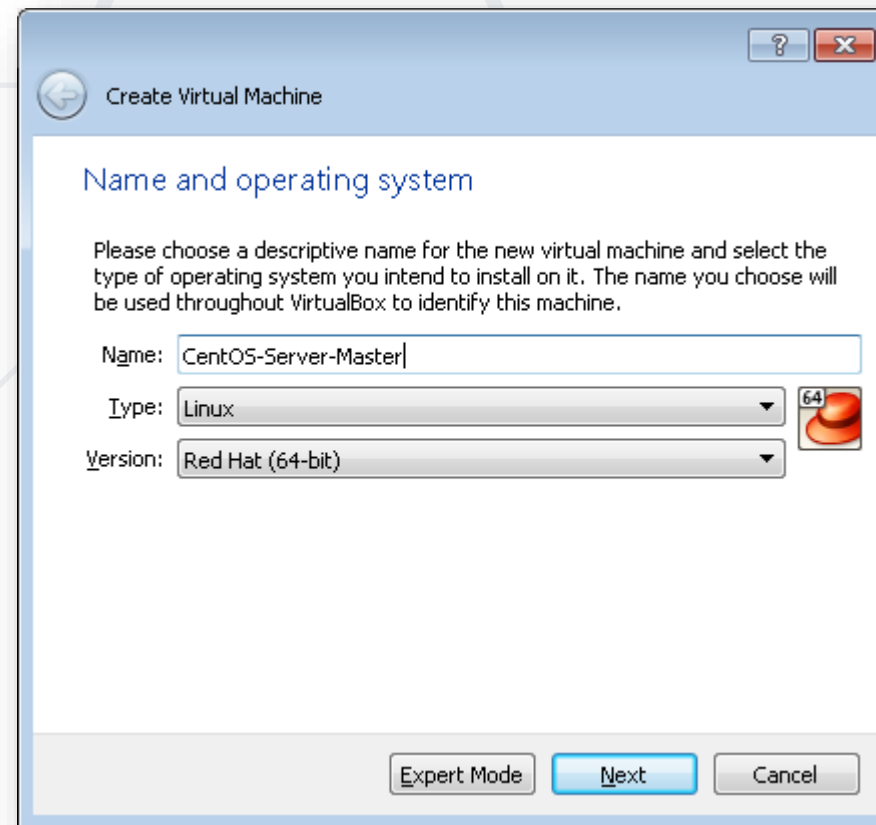 ?
Create Virtual Machine
Name and operating system
Please choose a descriptive name for the new virtual machine and select the
type of operating system you intend to install on it. The name you choose will
be used throughout VirtualBox to identify this machine.
Name: CentOS-Server-Master
Type: Linux
64
Version: Red Hat (64-bit)
Expert Mode Next Cancel